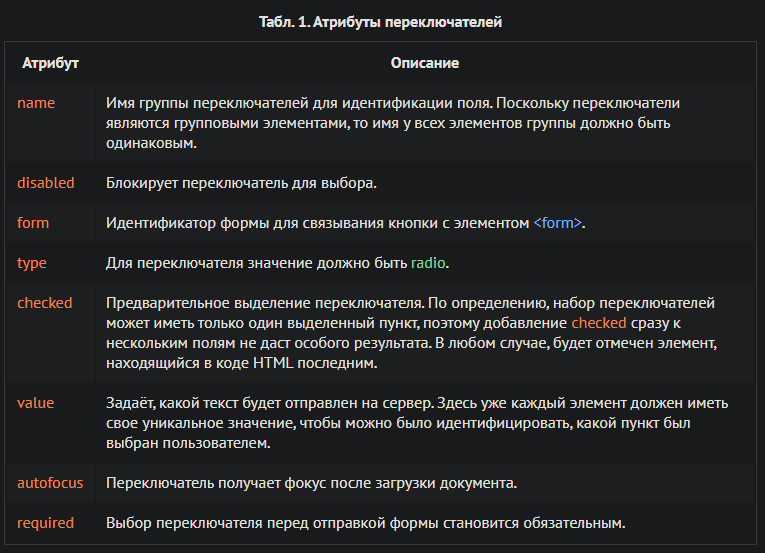 Табл. 1. Атрибуты переключателей
Атрибут Описание
name Имя группы переключателей для идентификации поля. Поскольку переключатели
являются групповыми элементами, то имя у всех элементов группы должно быть
одинаковым.
disabled Блокирует переключатель для выбора.
form Идентификатор формы для связывания кнопки с элементом <form>.
type Для переключателя значение должно быть radio.
checked Предварительное выделение переключателя. По определению, набор переключателей
может иметь только один выделенный пункт, поэтому добавление checked сразу к
нескольким полям не даст особого результата. В любом случае, будет отмечен элемент,
находящийся в коде HTML последним.
value Задаёт, какой текст будет отправлен на сервер. Здесь уже каждый элемент должен иметь
свое уникальное значение, чтобы можно было идентифицировать, какой пункт был
выбран пользователем.
autofocus Переключатель получает фокус после загрузки документа.
required Выбор переключателя перед отправкой формы становится обязательным.